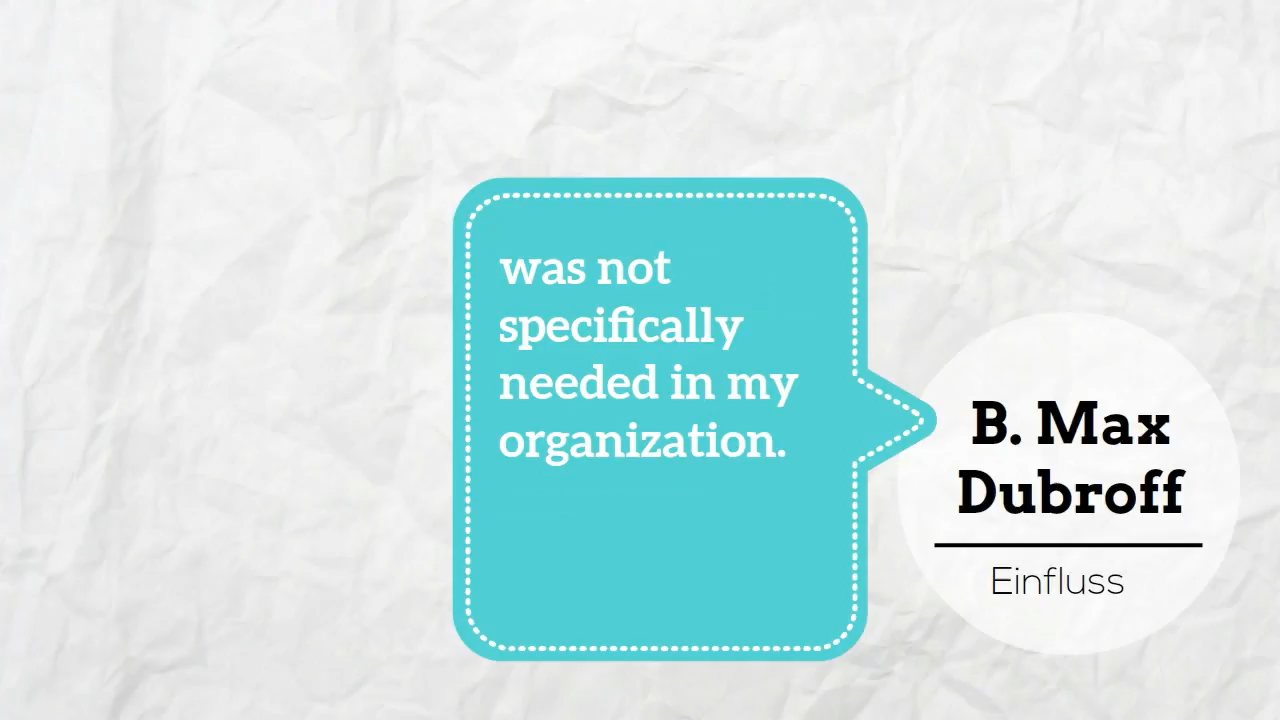 was not
specifically
needed in my
organization.
B. Max
Dubroff
Einfluss